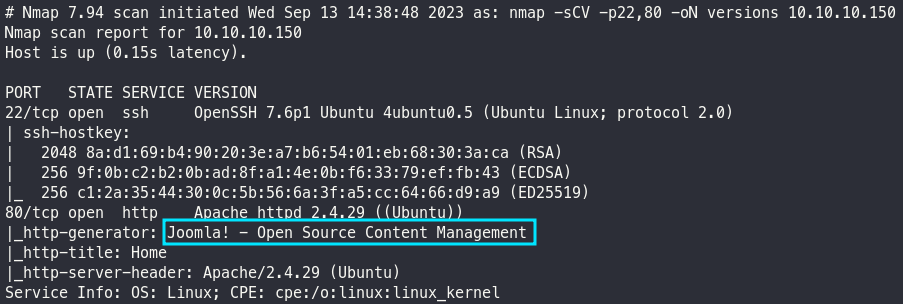 # Nmap 7.94 scan initiated Wed Sep 13 14:38:48 2023 as: nmap -sCV -p22,80 -oN versions 10.10.10.150
Nmap scan report for 10.10.10.150
Host is up (0.15s latency).

PORT   STATE SERVICE VERSION
22/tcp open  ssh     OpenSSH 7.6p1 Ubuntu 4ubuntu0.5 (Ubuntu Linux; protocol 2.0)
| ssh-hostkey:
|   2048 8a:d1:69:b4:90:20:3e:a7:b6:54:01:eb:68:30:3a:ca (RSA)
|   256 9f:0b:c2:b2:0b:ad:8f:a1:4e:0b:f6:33:79:ef:fb:43 (ECDSA)
|_  256 c1:2a:35:44:30:0c:5b:56:6a:3f:a5:cc:64:66:d9:a9 (ED25519)
80/tcp open  http    Apache httpd 2.4.29 ((Ubuntu))
|_http-generator: Joomla! - Open Source Content Management
|_http-title: Home
|_http-server-header: Apache/2.4.29 (Ubuntu)
Service Info: OS: Linux; CPE: cpe:/o:linux:linux_kernel